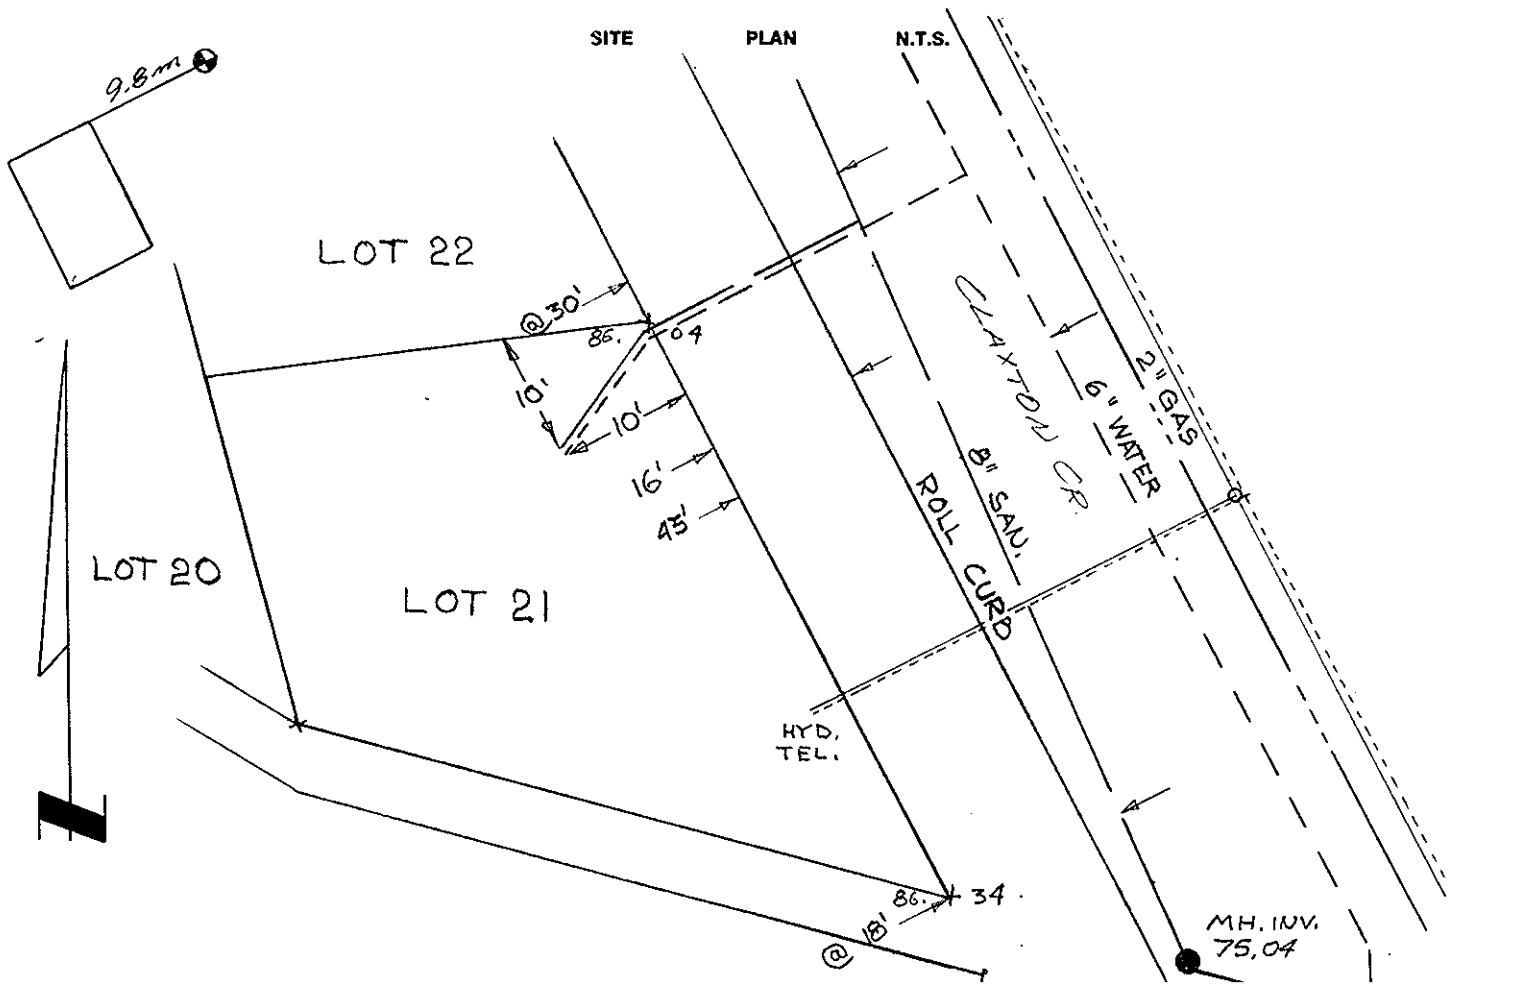 SITE PLAN N.T.S.
9.8m
LOT 22
@ 30'
86. 04
10'
10'
16'
45'
CLAXTON CR.
2" GAS
6" WATER
8" SAN.
ROLL CURB
LOT 20
LOT 21
HYD.
TEL.
86. 34
@ 18'
MH. INV.
75.04